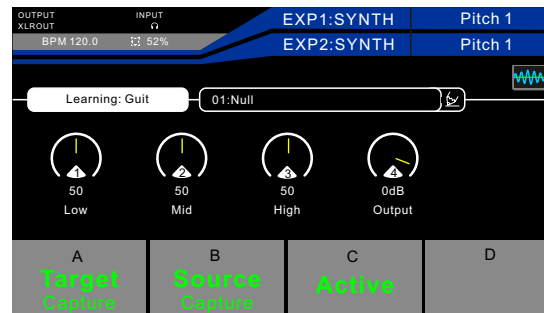 OUTPUT INPUT
XLROUT
EXP1:SYNTH Pitch 1
BPM 120.0 52%
EXP2:SYNTH Pitch 1
Learning: Guit 01:Null
1 2 3 4
50 50 50 0dB
Low Mid High Output
A B C D
Target Source Active
Capture Capture